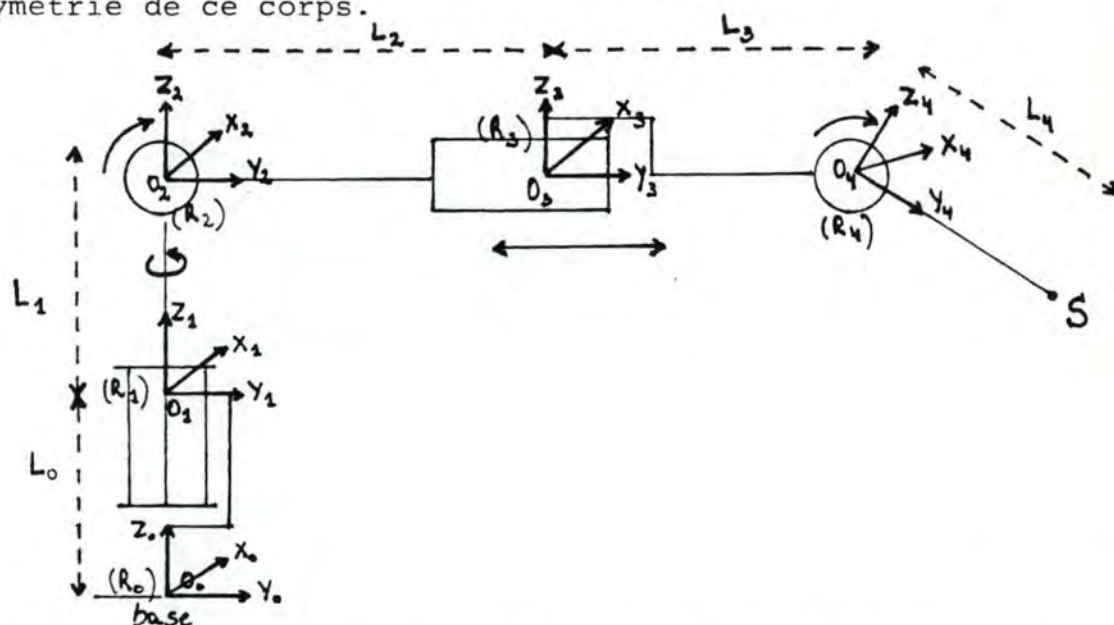 ymétrie de ce corps.
L₂ L₃
Z₂ X₂ O₂ Y₂ (R₂)
Z₃ X₃ (R₃) O₃ Y₃
Z₄ X₄ O₄ Y₄ (R₄) L₄
S
L₁
Z₁ X₁ (R₁) O₁ Y₁
L₀
Z₀ X₀ (R₀) O₀ Y₀
base